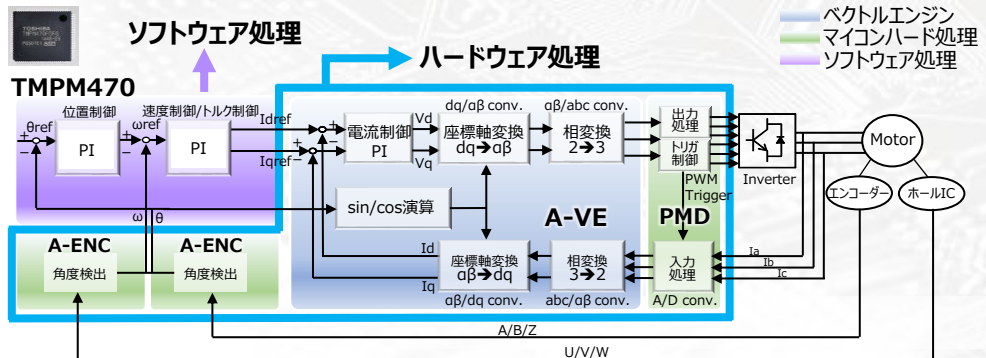 ソフトウェア処理
ハードウェア処理
ベクトルエンジン
マイコンハード処理
ソフトウェア処理
TOSHIBA
TMPM470
位置制御
速度制御/トルク制御
θref
+
−
PI
ωref
+
−
PI
Idref
Iqref
+
−
+
−
電流制御
PI
Vd
Vq
dq/αβ conv.
座標軸変換
dq→αβ
αβ/abc conv.
相変換
2→3
出力
処理
トリガ
制御
PWM
Trigger
Inverter
Motor
エンコーダー
ホールIC
sin/cos演算
A-VE
PMD
ω
θ
A-ENC
角度検出
A-ENC
角度検出
Id
Iq
座標軸変換
αβ→dq
αβ/dq conv.
相変換
3→2
abc/αβ conv.
入力
処理
A/D conv.
Ia
Ib
Ic
A/B/Z
U/V/W